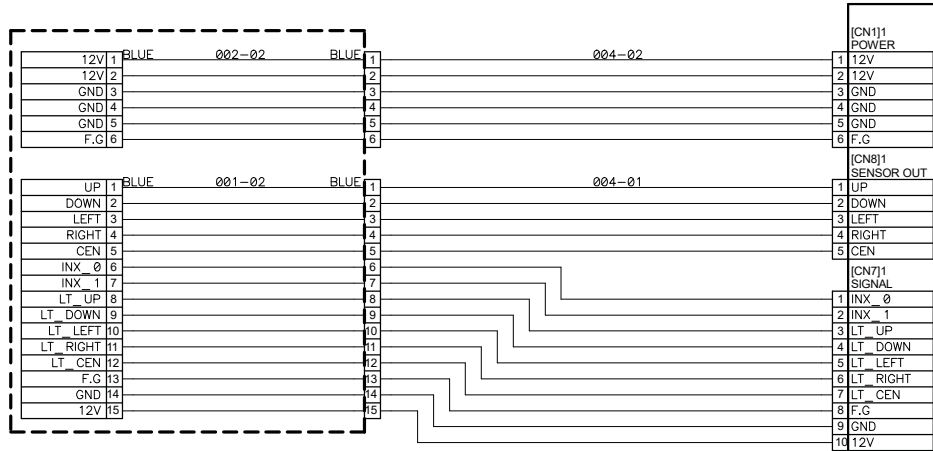 [CN1]1
POWER
12V 1 BLUE 002-02 BLUE 1 004-02 1 12V
12V 2 2 2 12V
GND 3 3 3 GND
GND 4 4 4 GND
GND 5 5 5 GND
F.G 6 6 6 F.G
[CN8]1
SENSOR OUT
UP 1 BLUE 001-02 BLUE 1 004-01 1 UP
DOWN 2 2 2 DOWN
LEFT 3 3 3 LEFT
RIGHT 4 4 4 RIGHT
CEN 5 5 5 CEN
INX_0 6 6
[CN7]1
INX_1 7 7 SIGNAL
LT_UP 8 8 1 INX_0
LT_DOWN 9 9 2 INX_1
LT_LEFT 10 10 3 LT_UP
LT_RIGHT 11 11 4 LT_DOWN
LT_CEN 12 12 5 LT_LEFT
F.G 13 13 6 LT_RIGHT
GND 14 14 7 LT_CEN
12V 15 15 8 F.G
9 GND
10 12V